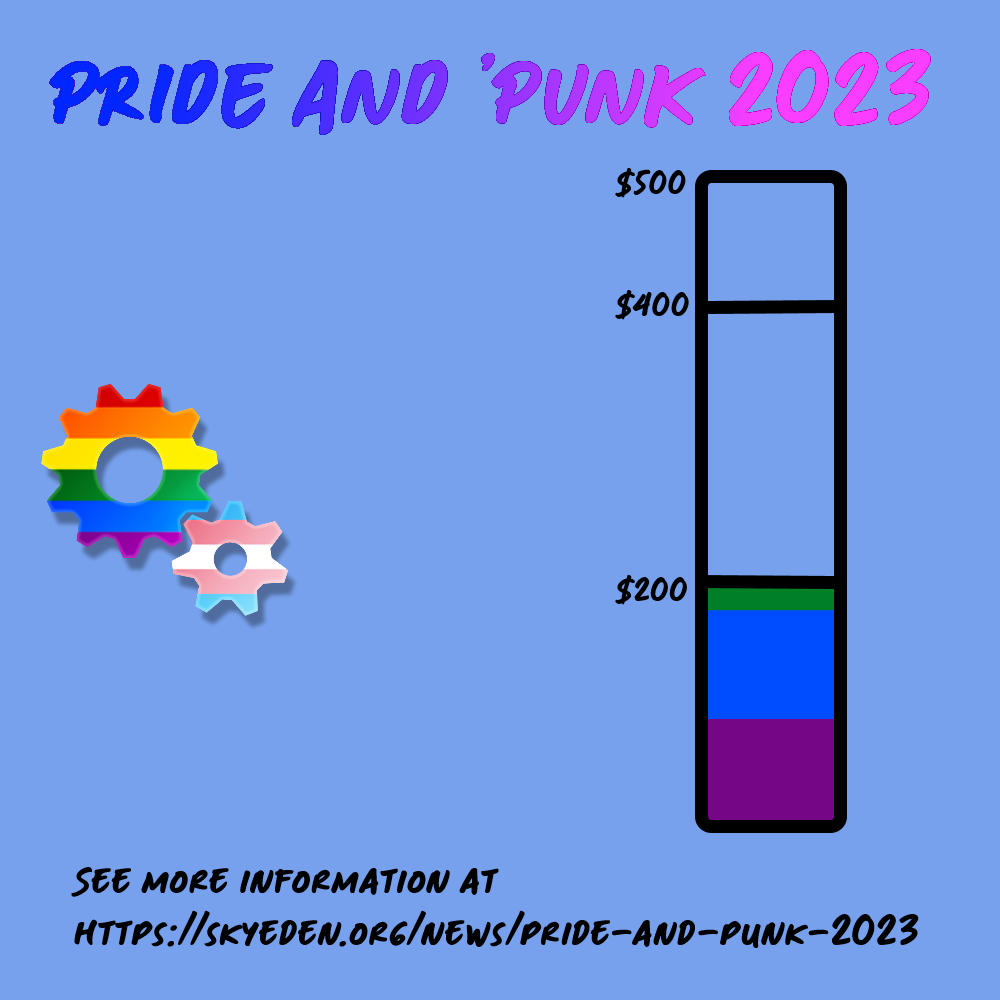 PRIDE AND 'PUNK 2023
$500
$400
$200
SEE MORE INFORMATION AT
HTTPS://SKYEDEN.ORG/NEWS/PRIDE-AND-PUNK-2023